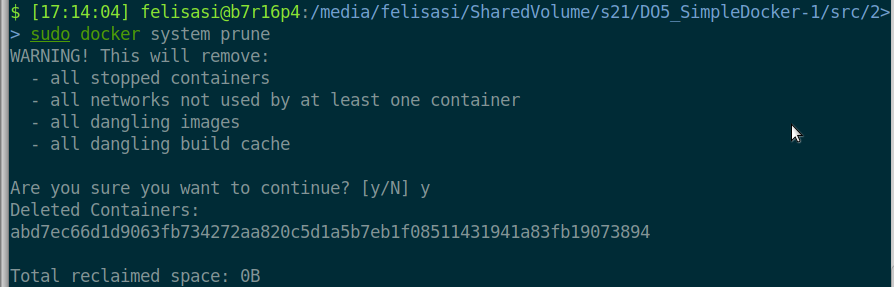 $ [17:14:04] felisasi@b7r16p4:/media/felisasi/SharedVolume/s21/DO5_SimpleDocker-1/src/2>
> sudo docker system prune
WARNING! This will remove:
  - all stopped containers
  - all networks not used by at least one container
  - all dangling images
  - all dangling build cache

Are you sure you want to continue? [y/N] y
Deleted Containers:
abd7ec66d1d9063fb734272aa820c5d1a5b7eb1f08511431941a83fb19073894

Total reclaimed space: 0B